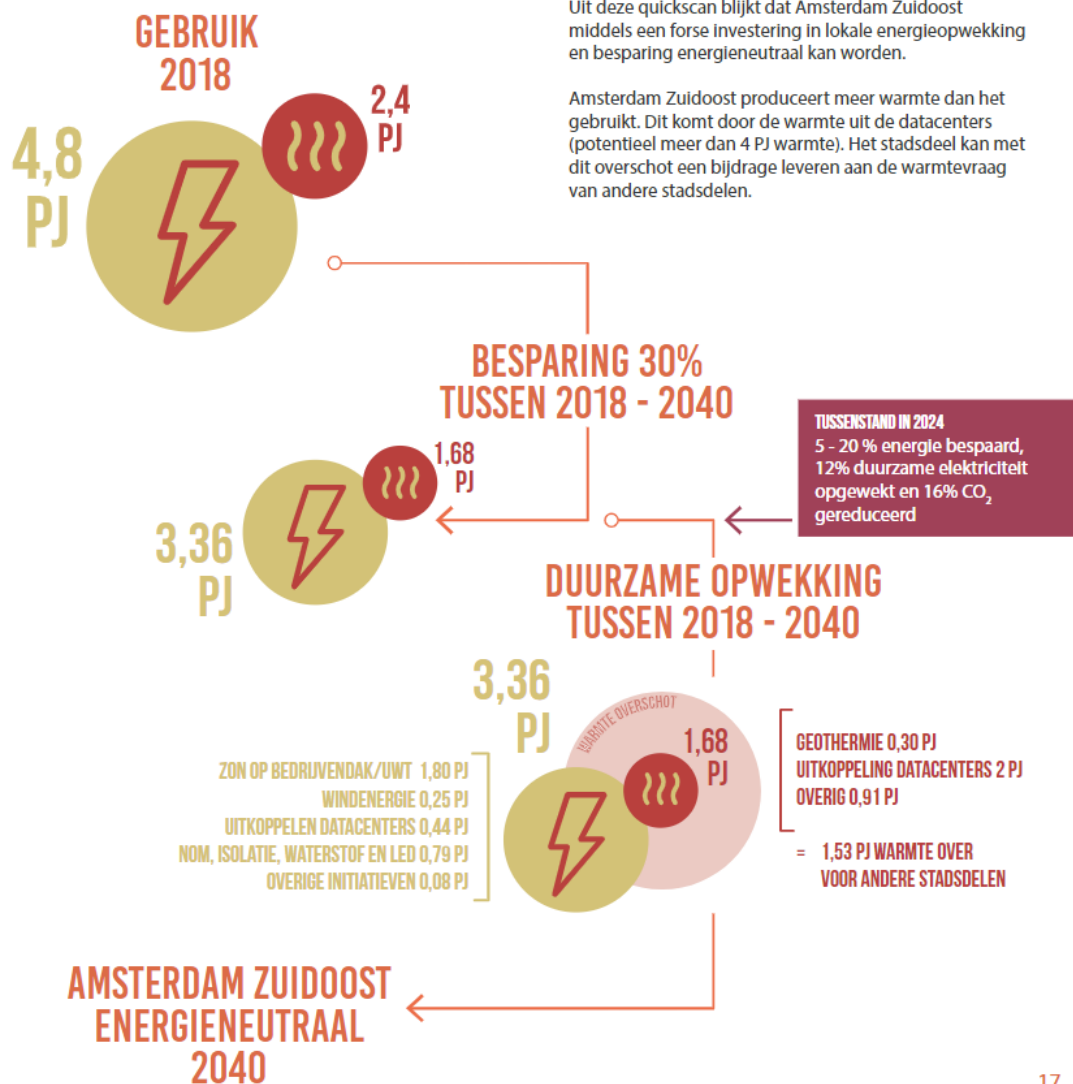 Uit deze quickscan blijkt dat Amsterdam Zuidoost
middels een forse investering in lokale energieopwekking
en besparing energieneutraal kan worden.
Amsterdam Zuidoost produceert meer warmte dan het
gebruikt. Dit komt door de warmte uit de datacenters
(potentieel meer dan 4 PJ warmte). Het stadsdeel kan met
dit overschot een bijdrage leveren aan de warmtevraag
van andere stadsdelen.
GEBRUIK
2018
4,8
PJ
2,4
PJ
BESPARING 30%
TUSSEN 2018 - 2040
TUSSENSTAND IN 2024
5 - 20 % energie bespaard,
12% duurzame elektriciteit
opgewekt en 16% CO₂
gereduceerd
3,36
PJ
1,68
PJ
DUURZAME OPWEKKING
TUSSEN 2018 - 2040
3,36
PJ
WARMTE OVERSCHOT
1,68
PJ
ZON OP BEDRIJVENDAK/UWT 1,80 PJ
WINDENERGIE 0,25 PJ
UITKOPPELEN DATACENTERS 0,44 PJ
NOM, ISOLATIE, WATERSTOF EN LED 0,79 PJ
OVERIGE INITIATIEVEN 0,08 PJ
GEOTHERMIE 0,30 PJ
UITKOPPELING DATACENTERS 2 PJ
OVERIG 0,91 PJ
= 1,53 PJ WARMTE OVER
VOOR ANDERE STADSDELEN
AMSTERDAM ZUIDOOST
ENERGIENEUTRAAL
2040
17